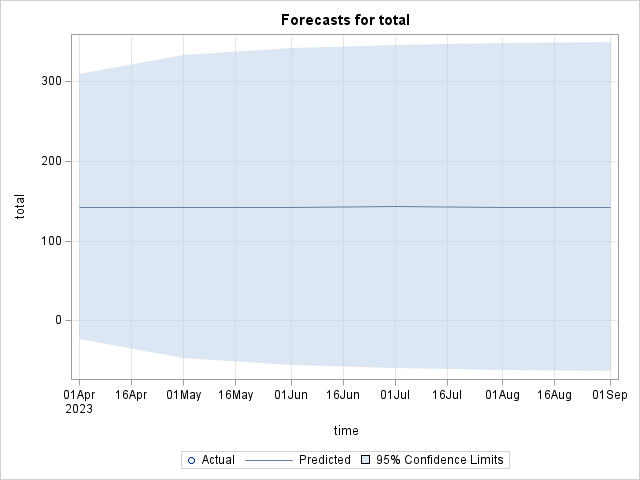 Forecasts for total
300
200
100
0
total
01Apr 16Apr 01May 16May 01Jun 16Jun 01Jul 16Jul 01Aug 16Aug 01Sep
2023
time
Actual Predicted 95% Confidence Limits